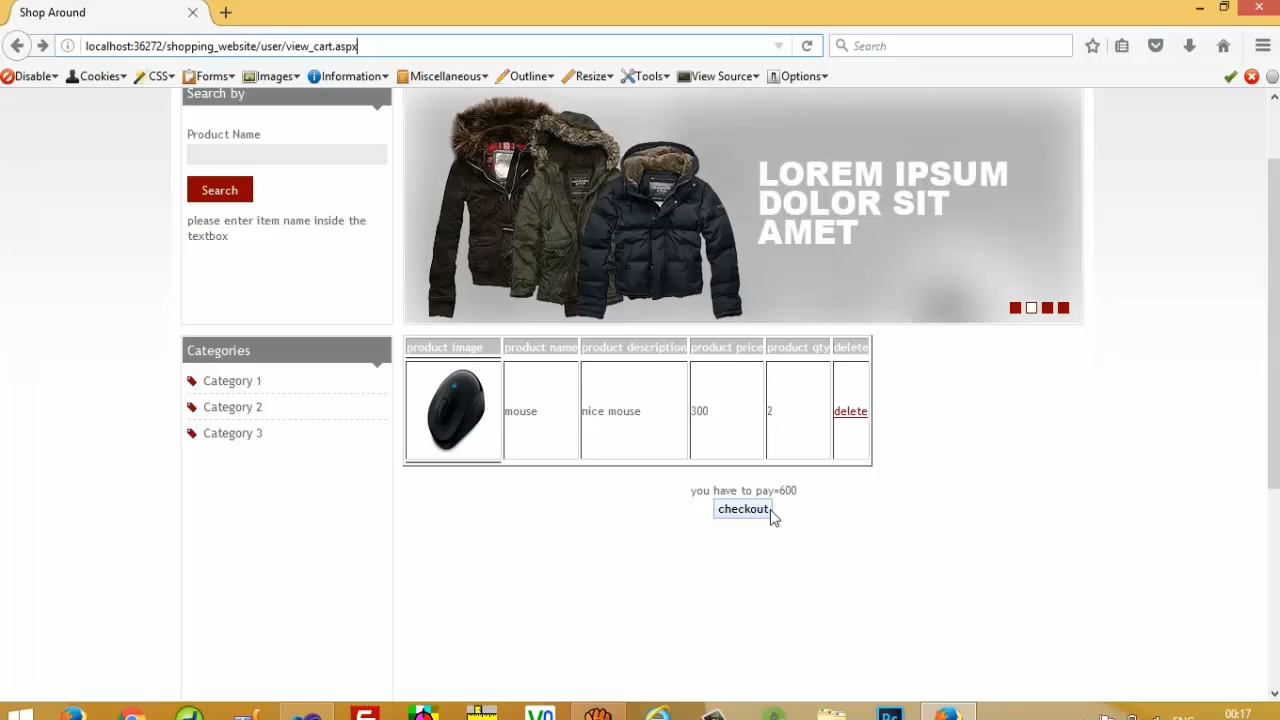 Shop Around
localhost:36272/shopping_website/user/view_cart.aspx
Search
Disable Cookies CSS Forms Images Information Miscellaneous Outline Resize Tools View Source Options
Search by
Product Name
Search
please enter item name inside the
textbox
LOREM IPSUM
DOLOR SIT
AMET
Categories
Category 1
Category 2
Category 3
product image product name product description product price product qty delete
mouse nice mouse 300 2 delete
you have to pay=600
checkout
00:17